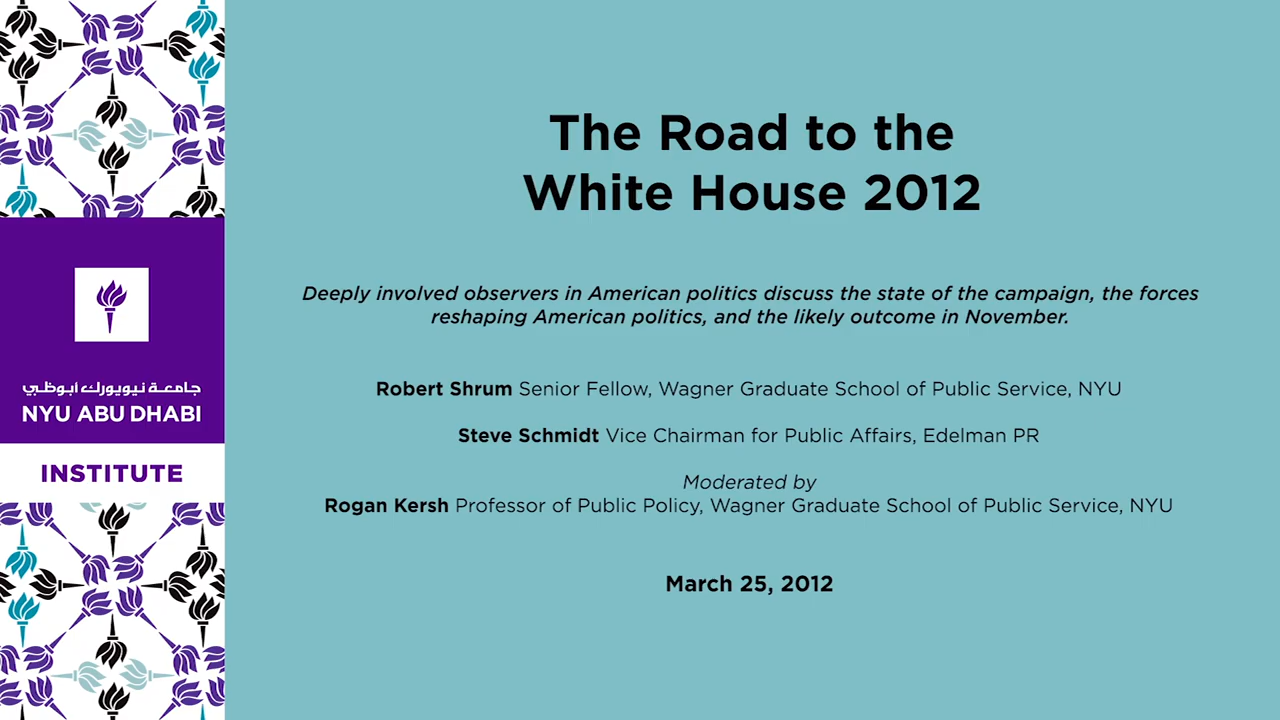 The Road to the
White House 2012
Deeply involved observers in American politics discuss the state of the campaign, the forces
reshaping American politics, and the likely outcome in November.
Robert Shrum Senior Fellow, Wagner Graduate School of Public Service, NYU
Steve Schmidt Vice Chairman for Public Affairs, Edelman PR
Moderated by
Rogan Kersh Professor of Public Policy, Wagner Graduate School of Public Service, NYU
March 25, 2012
جامعة نيويورك أبوظبي
NYU ABU DHABI
INSTITUTE